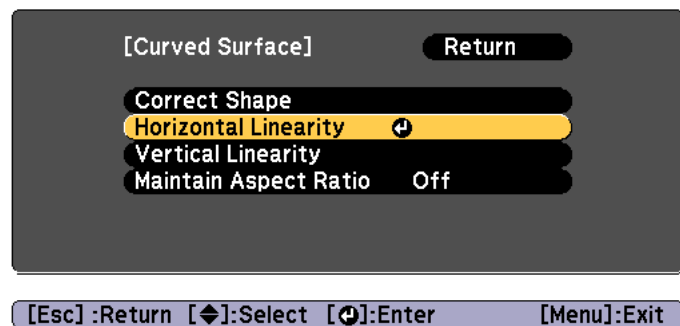 [Curved Surface] Return
Correct Shape
Horizontal Linearity
Vertical Linearity
Maintain Aspect Ratio Off
[Esc] :Return [◆]:Select [⏎]:Enter [Menu]:Exit